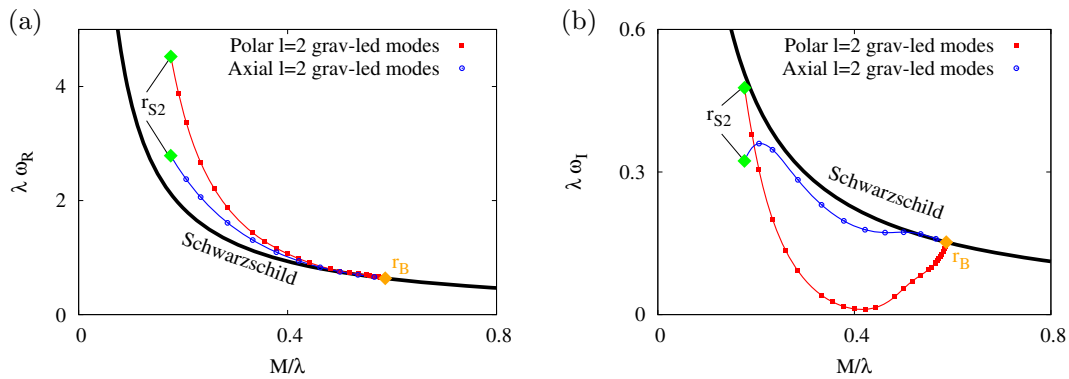 (a)
Polar l=2 grav-led modes
Axial l=2 grav-led modes
4
2
0
λ ω_R
r_S2
Schwarzschild
r_B
0
0.4
0.8
M/λ
(b)
Polar l=2 grav-led modes
Axial l=2 grav-led modes
0.6
0.3
0
λ ω_I
r_S2
Schwarzschild
r_B
0
0.4
0.8
M/λ